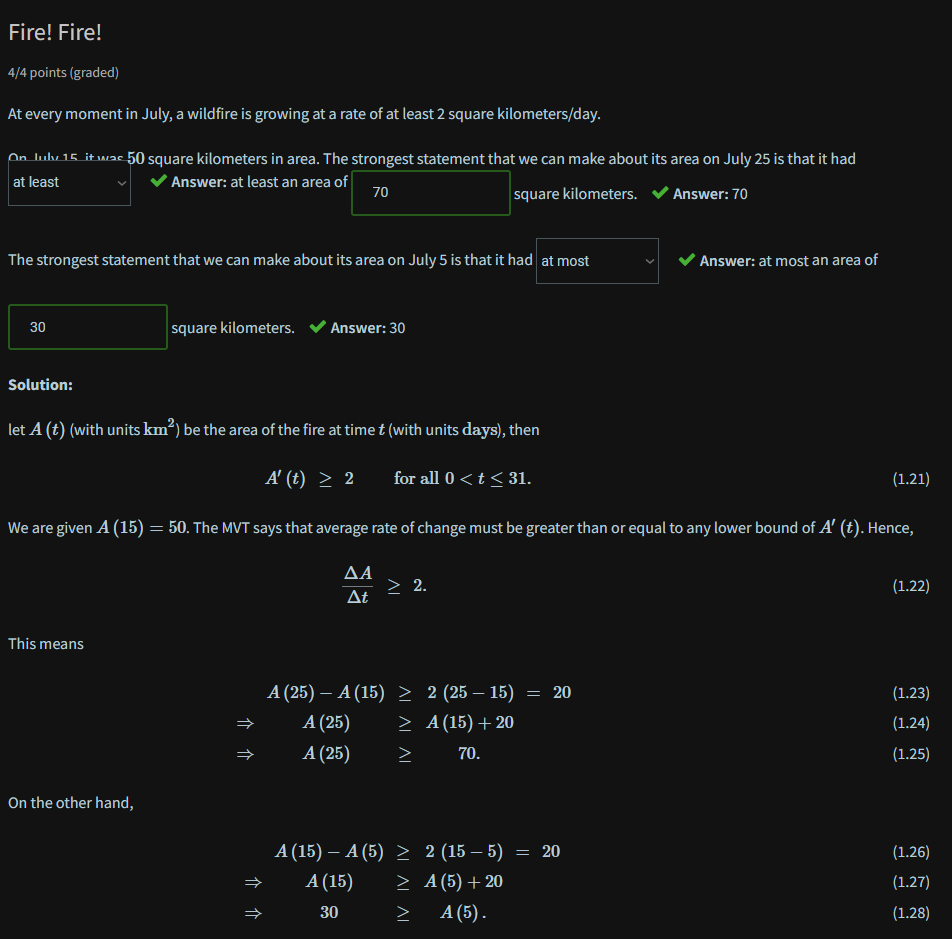 Fire! Fire!
4/4 points (graded)
At every moment in July, a wildfire is growing at a rate of at least 2 square kilometers/day.
On July 15, it was 50 square kilometers in area. The strongest statement that we can make about its area on July 25 is that it had
at least ✔ Answer: at least an area of 70 square kilometers. ✔ Answer: 70
The strongest statement that we can make about its area on July 5 is that it had at most ✔ Answer: at most an area of
30 square kilometers. ✔ Answer: 30
Solution:
let A (t) (with units km²) be the area of the fire at time t (with units days), then
A′ (t) ≥ 2 for all 0 < t ≤ 31. (1.21)
We are given A (15) = 50. The MVT says that average rate of change must be greater than or equal to any lower bound of A′ (t). Hence,
ΔA/Δt ≥ 2. (1.22)
This means
A (25) − A (15) ≥ 2 (25 − 15) = 20 (1.23)
⇒ A (25) ≥ A (15) + 20 (1.24)
⇒ A (25) ≥ 70. (1.25)
On the other hand,
A (15) − A (5) ≥ 2 (15 − 5) = 20 (1.26)
⇒ A (15) ≥ A (5) + 20 (1.27)
⇒ 30 ≥ A (5). (1.28)